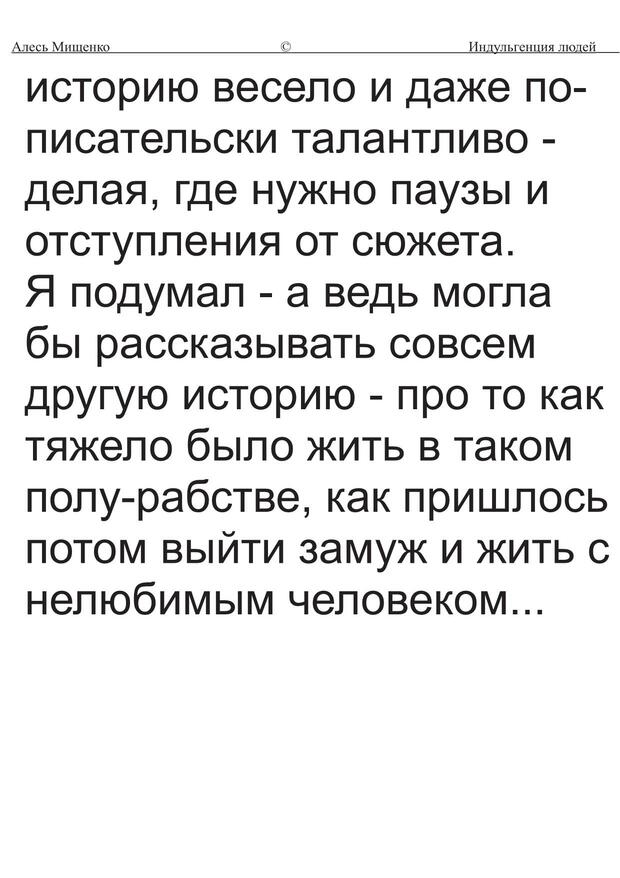 Алесь Мищенко © Индульгенция людей
историю весело и даже по-
писательски талантливо -
делая, где нужно паузы и
отступления от сюжета.
Я подумал - а ведь могла
бы рассказывать совсем
другую историю - про то как
тяжело было жить в таком
полу-рабстве, как пришлось
потом выйти замуж и жить с
нелюбимым человеком...